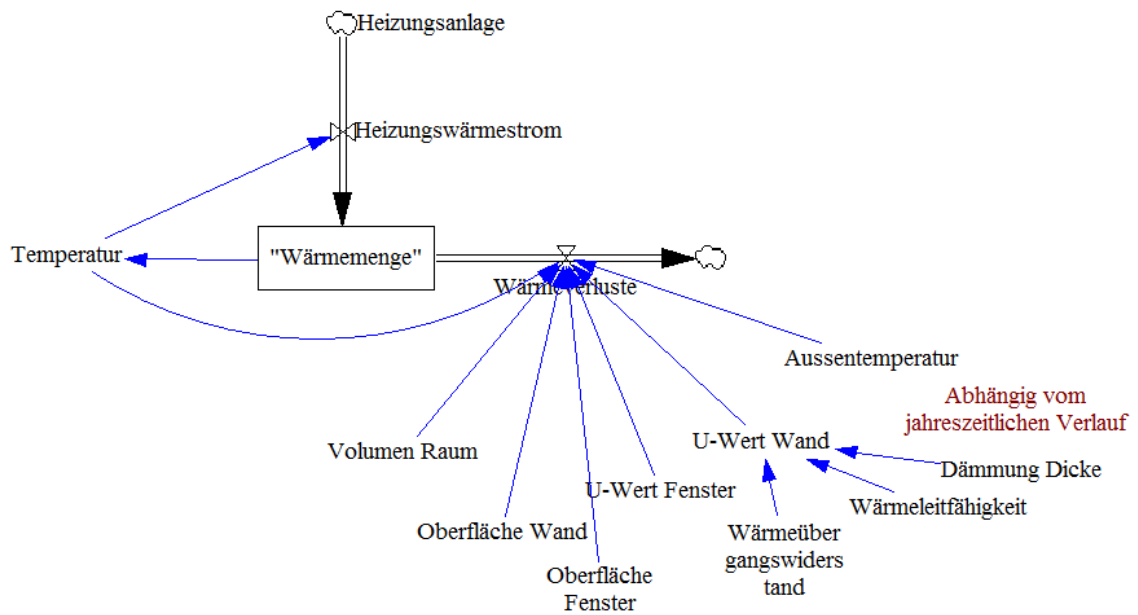 Heizungsanlage
Heizungswärmestrom
Temperatur
"Wärmemenge"
Wärmeverluste
Aussentemperatur
Abhängig vom
jahreszeitlichen Verlauf
Volumen Raum
U-Wert Wand
Dämmung Dicke
U-Wert Fenster
Wärmeleitfähigkeit
Oberfläche Wand
Wärmeüber
gangswiders
tand
Oberfläche
Fenster